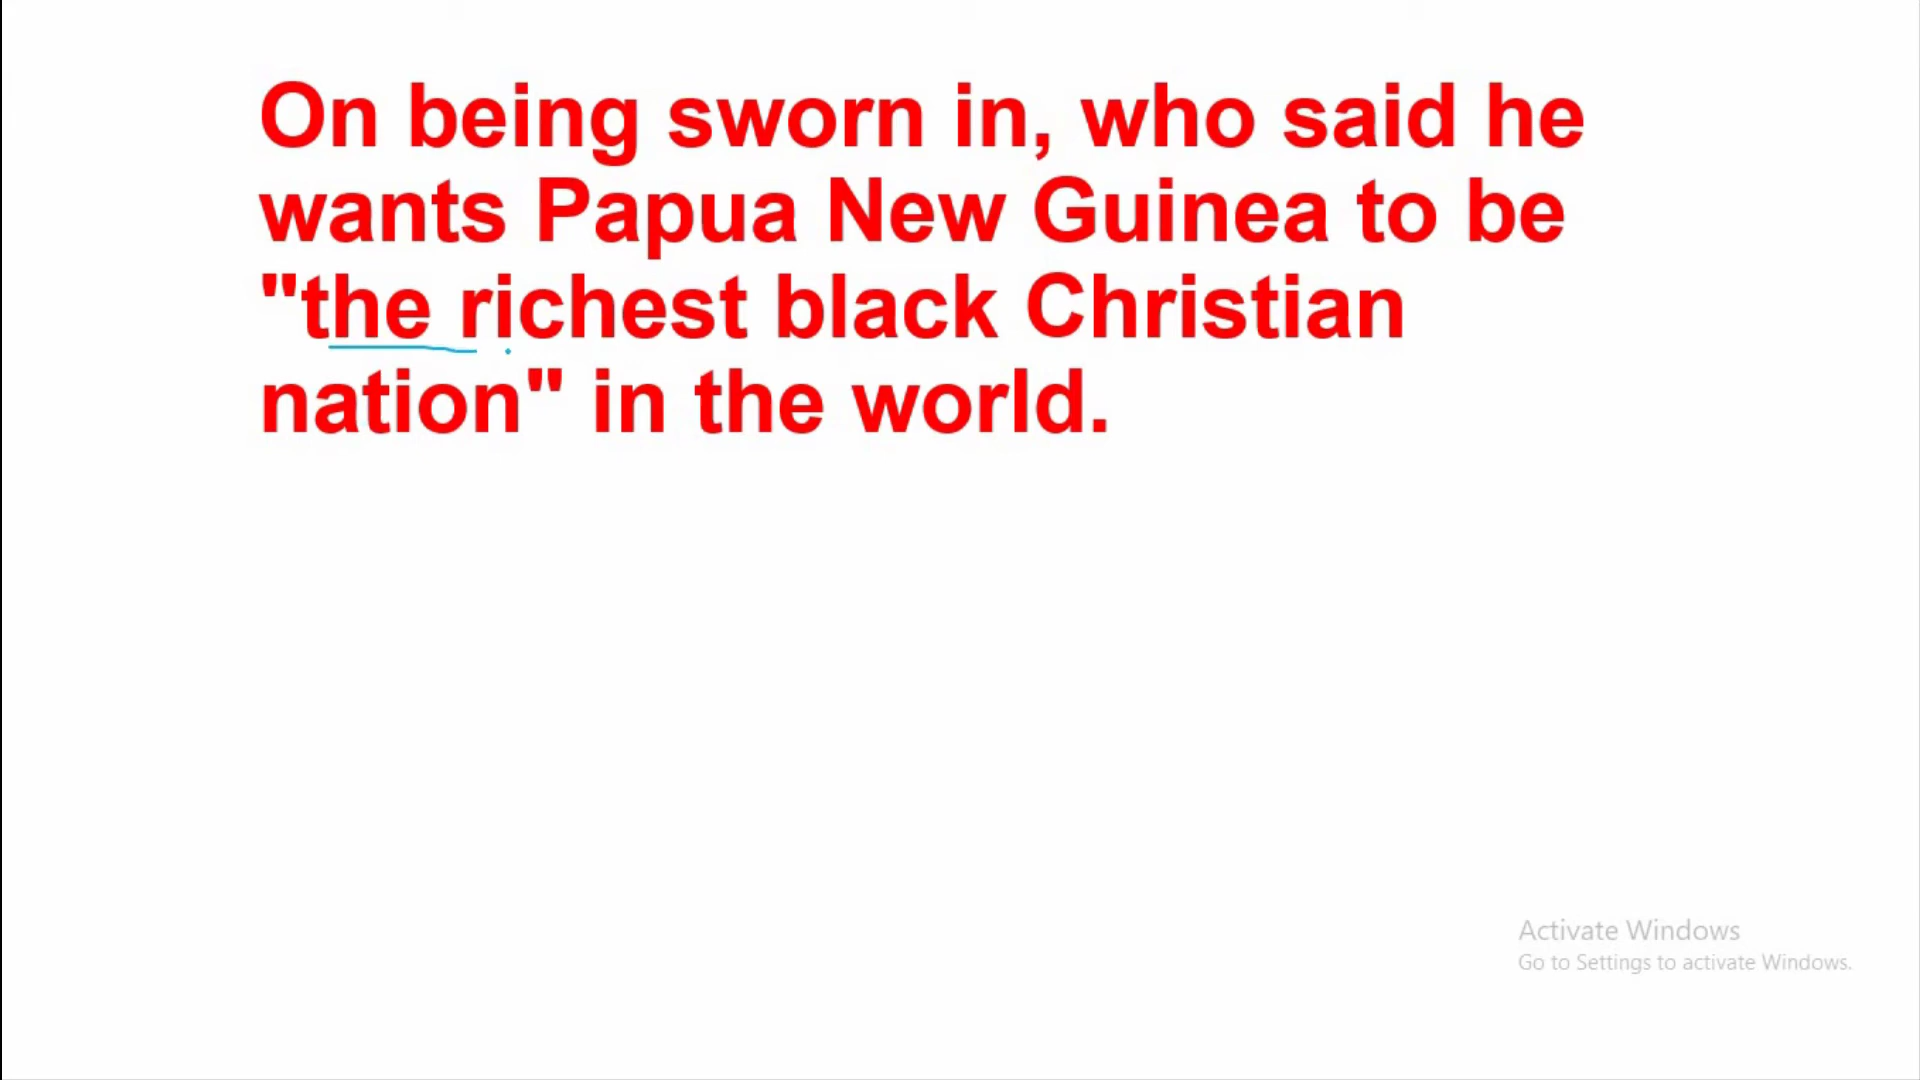 On being sworn in, who said he
wants Papua New Guinea to be
"the richest black Christian
nation" in the world.
Activate Windows
Go to Settings to activate Windows.